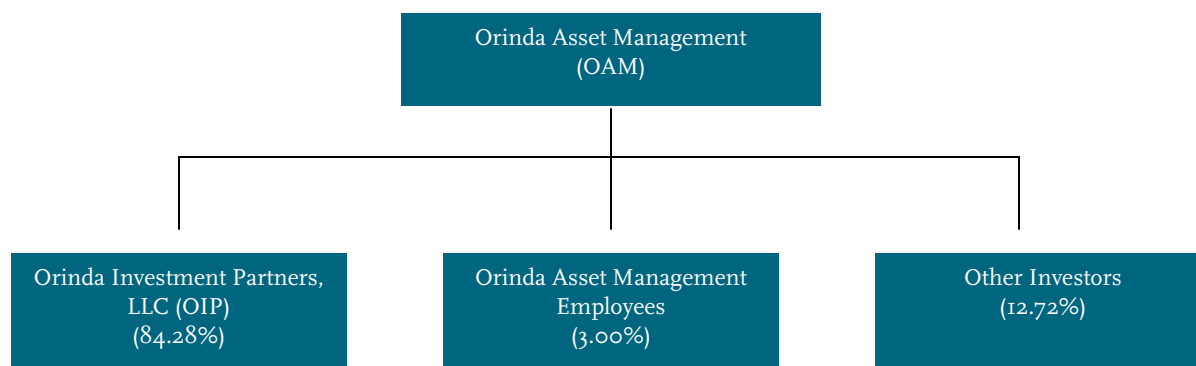 Orinda Asset Management
(OAM)
Orinda Investment Partners,
LLC (OIP)
(84.28%)
Orinda Asset Management
Employees
(3.00%)
Other Investors
(12.72%)